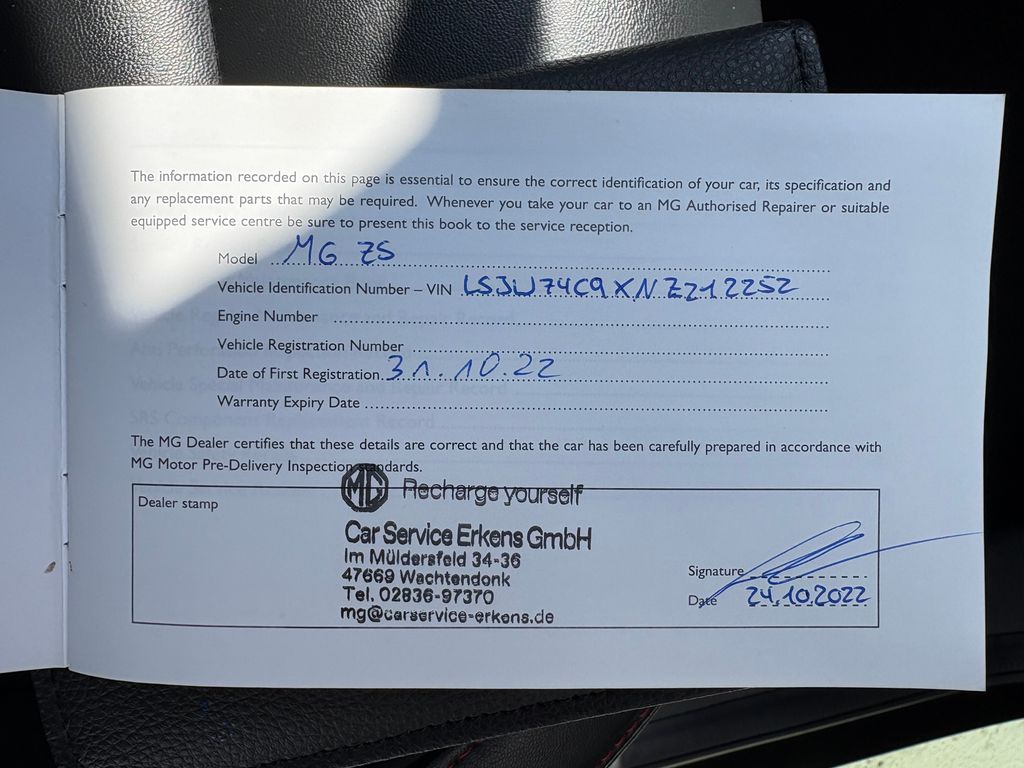 The information recorded on this page is essential to ensure the correct identification of your car, its specification and
any replacement parts that may be required. Whenever you take your car to an MG Authorised Repairer or suitable
equipped service centre be sure to present this book to the service reception.
Model MG ZS
Vehicle Identification Number – VIN LSJW74C9XNZ212252
Engine Number
Vehicle Registration Number
Date of First Registration 31.10.22
Warranty Expiry Date
The MG Dealer certifies that these details are correct and that the car has been carefully prepared in accordance with
MG Motor Pre-Delivery Inspection standards.
MG Recharge yourself
Dealer stamp
Car Service Erkens GmbH
Im Müldersfeld 34-36
47669 Wachtendonk
Tel. 02836-97370
mg@carservice-erkens.de
Signature
Date 24.10.2022